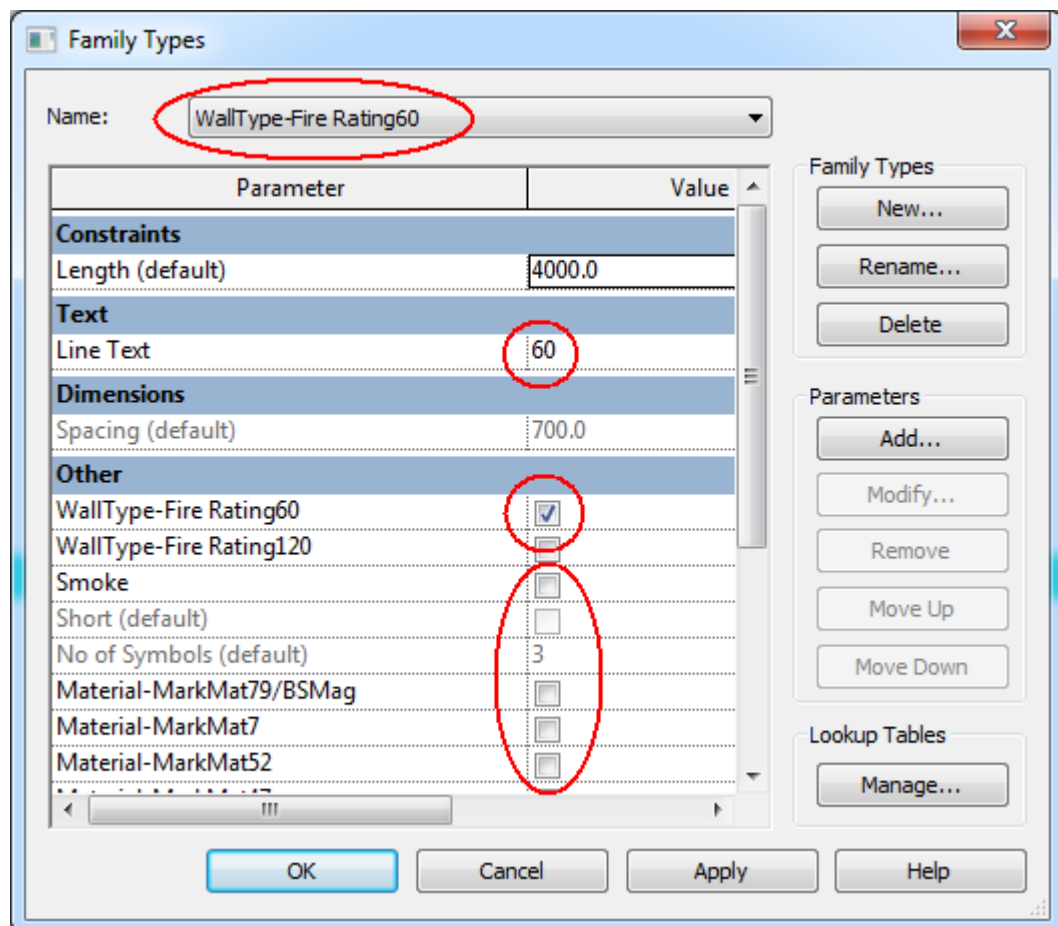 Family Types
Name: WallType-Fire Rating60
Parameter Value
Constraints
Length (default) 4000.0
Text
Line Text 60
Dimensions
Spacing (default) 700.0
Other
WallType-Fire Rating60
WallType-Fire Rating120
Smoke
Short (default)
No of Symbols (default) 3
Material-MarkMat79/BSMag
Material-MarkMat7
Material-MarkMat52
Family Types
New...
Rename...
Delete
Parameters
Add...
Modify...
Remove
Move Up
Move Down
Lookup Tables
Manage...
OK Cancel Apply Help